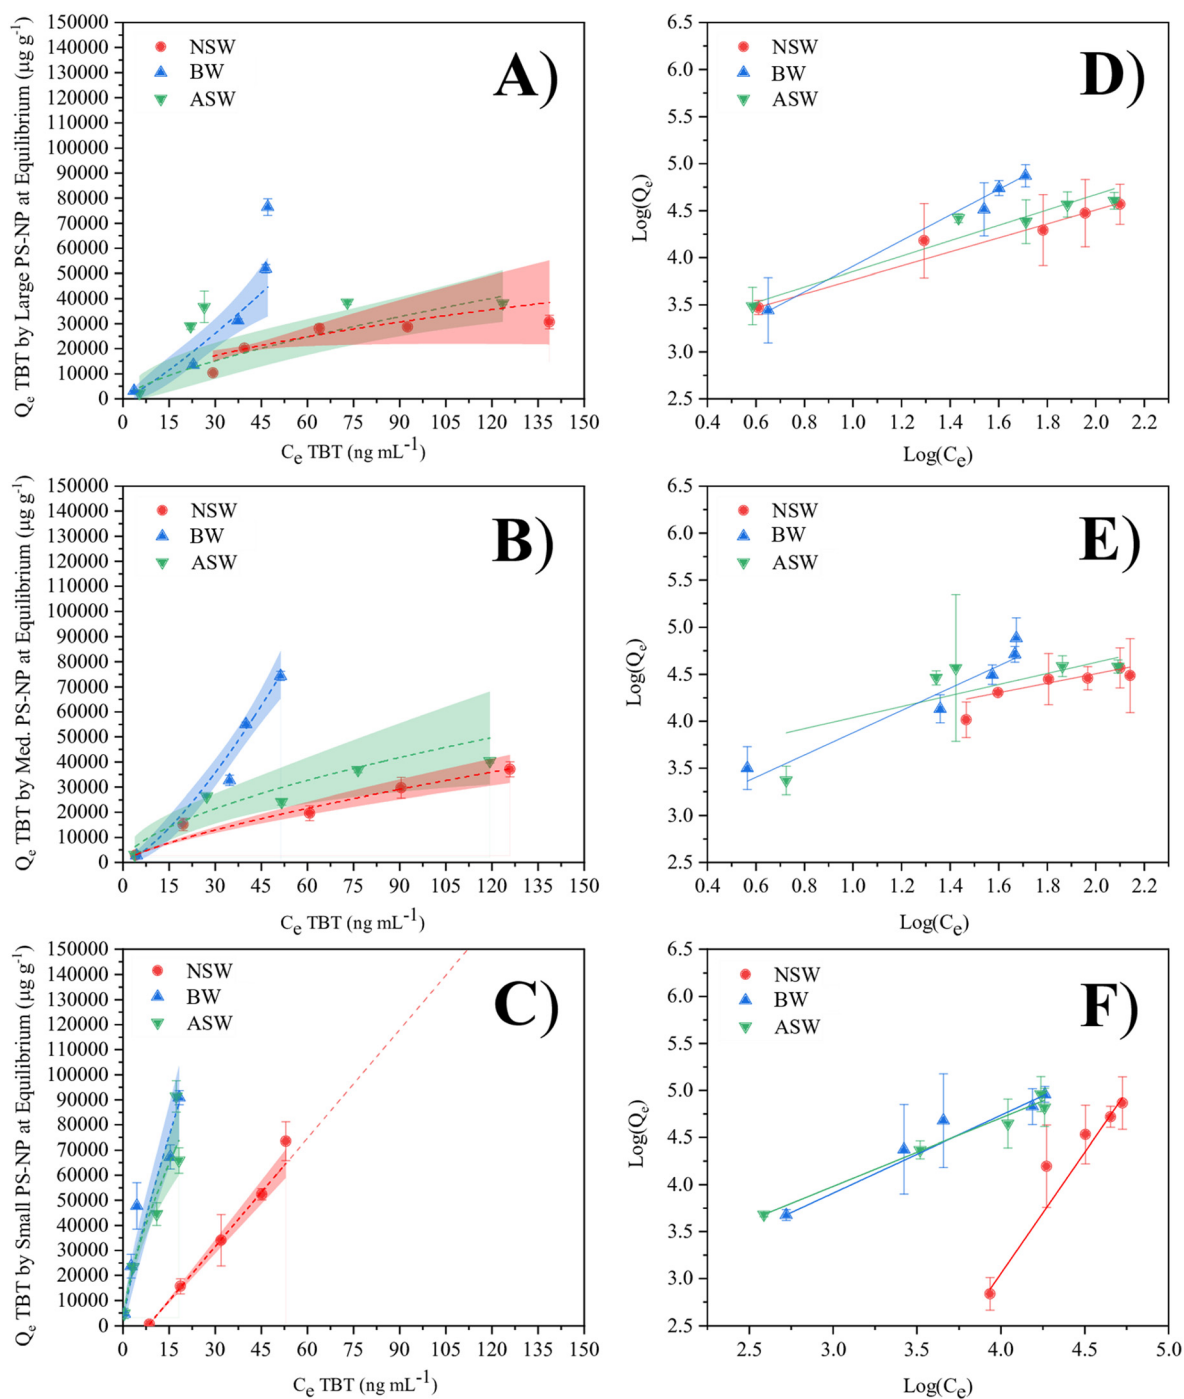 150000
140000
130000
120000
110000
100000
90000
80000
70000
60000
50000
40000
30000
20000
10000
0
Qe TBT by Large PS-NP at Equilibrium (µg g-1)
NSW
BW
ASW
A)
0 15 30 45 60 75 90 105 120 135 150
Ce TBT (ng mL-1)
6.5
6.0
5.5
5.0
4.5
4.0
3.5
3.0
2.5
Log(Qe)
NSW
BW
ASW
D)
0.4 0.6 0.8 1.0 1.2 1.4 1.6 1.8 2.0 2.2
Log(Ce)
150000
140000
130000
120000
110000
100000
90000
80000
70000
60000
50000
40000
30000
20000
10000
0
Qe TBT by Med. PS-NP at Equilibrium (µg g-1)
NSW
BW
ASW
B)
0 15 30 45 60 75 90 105 120 135 150
Ce TBT (ng mL-1)
6.5
6.0
5.5
5.0
4.5
4.0
3.5
3.0
2.5
Log(Qe)
NSW
BW
ASW
E)
0.4 0.6 0.8 1.0 1.2 1.4 1.6 1.8 2.0 2.2
Log(Ce)
150000
140000
130000
120000
110000
100000
90000
80000
70000
60000
50000
40000
30000
20000
10000
0
Qe TBT by Small PS-NP at Equilibrium (µg g-1)
NSW
BW
ASW
C)
0 15 30 45 60 75 90 105 120 135 150
Ce TBT (ng mL-1)
6.5
6.0
5.5
5.0
4.5
4.0
3.5
3.0
2.5
Log(Qe)
NSW
BW
ASW
F)
2.5 3.0 3.5 4.0 4.5 5.0
Log(Ce)